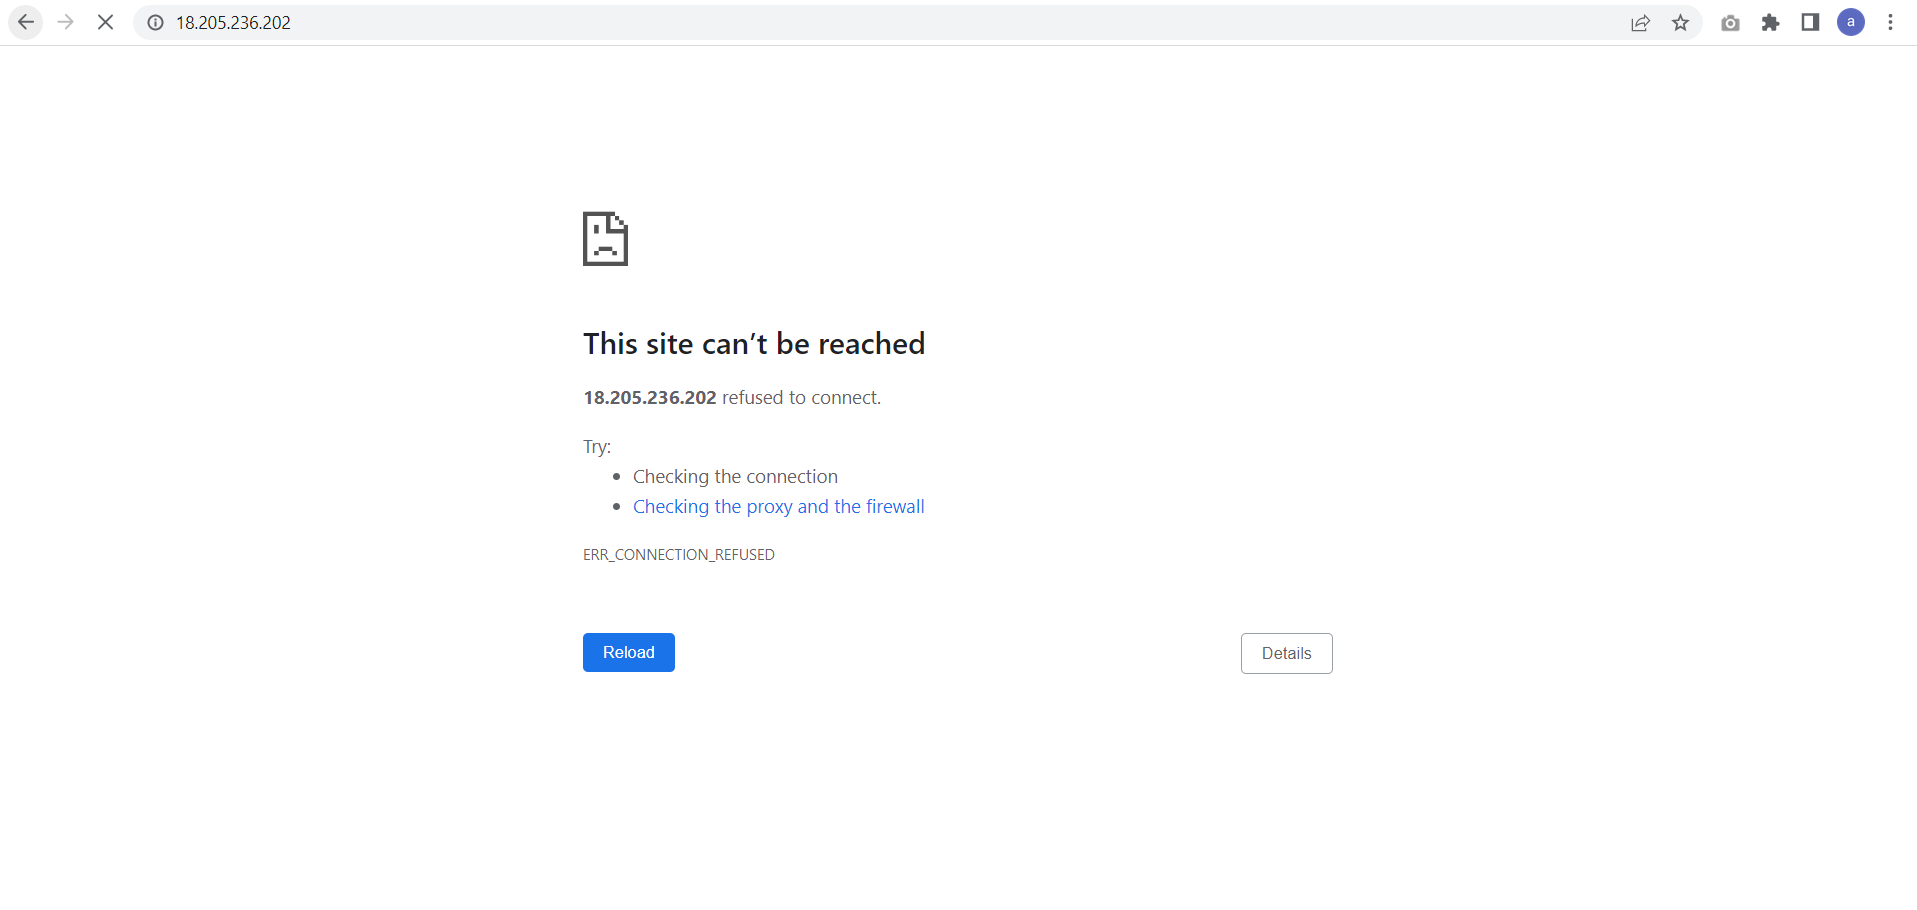 18.205.236.202
a
This site can’t be reached
18.205.236.202 refused to connect.
Try:
• Checking the connection
• Checking the proxy and the firewall
ERR_CONNECTION_REFUSED
Reload
Details